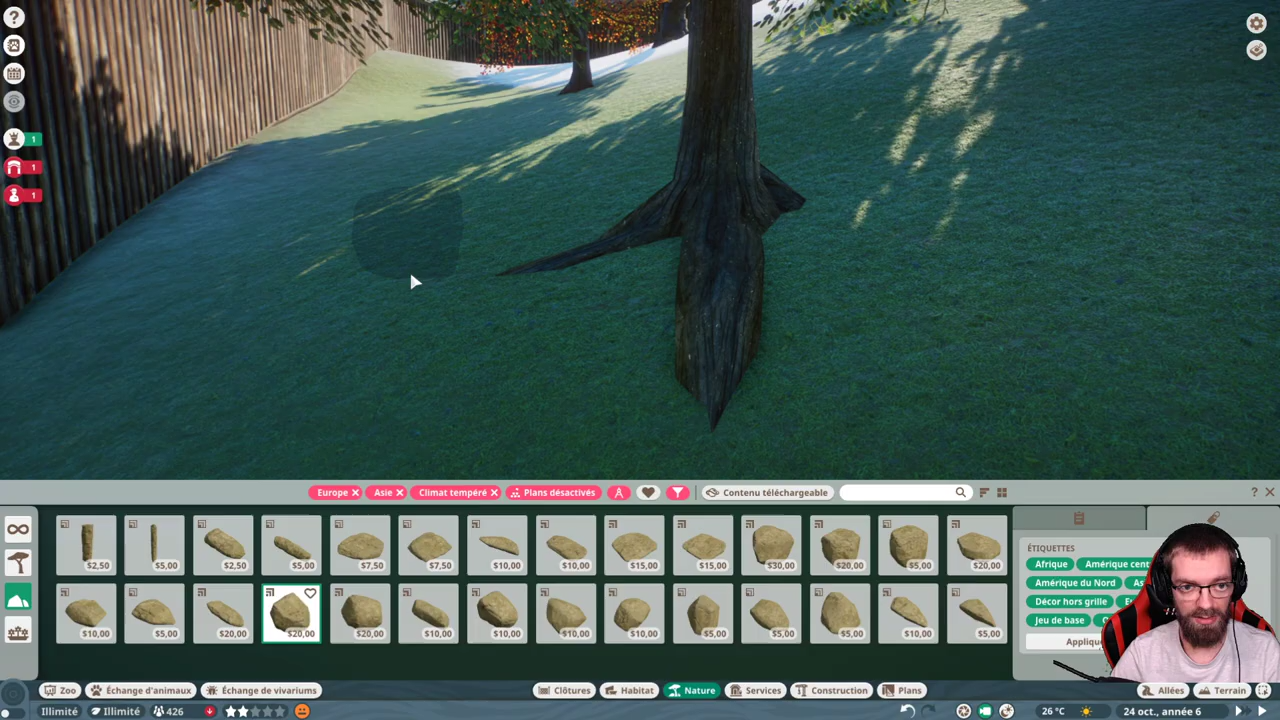 ?
1
1
1
Europe ✕ Asie ✕ Climat tempéré ✕ Plans désactivés Contenu téléchargeable ? ✕
$2,50 $5,00 $2,50 $5,00 $7,50 $7,50 $10,00 $10,00 $15,00 $15,00 $30,00 $20,00 $5,00 $20,00
$10,00 $5,00 $20,00 $20,00 $20,00 $10,00 $10,00 $10,00 $10,00 $5,00 $5,00 $5,00 $10,00 $5,00
ÉTIQUETTES
Afrique Amérique cent
Amérique du Nord As
Décor hors grille
Jeu de base
Applique
Zoo Échange d'animaux Échange de vivariums Clôtures Habitat Nature Services Construction Plans Allées Terrain
Illimité Illimité 426 26 °C 24 oct., année 6